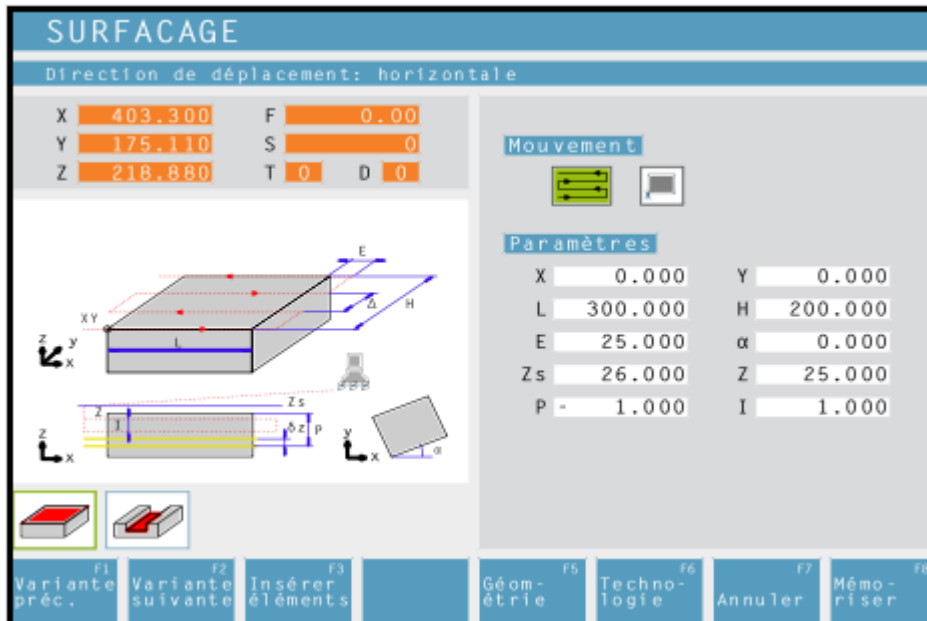 SURFACAGE
Direction de déplacement: horizontale
X 403.300 F 0.00
Y 175.110 S 0
Z 218.880 T 0 D 0
Mouvement
Paramètres
X 0.000 Y 0.000
L 300.000 H 200.000
E 25.000 α 0.000
Zs 26.000 Z 25.000
P - 1.000 I 1.000
E
Δ
H
X Y
L
z y
x
Zs
Z
I
δz P
z
x
y
x
α
F1 F2 F3 F5 F6 F7 F8
Variante Variante Insérer Géom- Techno- Mémo-
préc. suivante éléments étrie logie Annuler riser